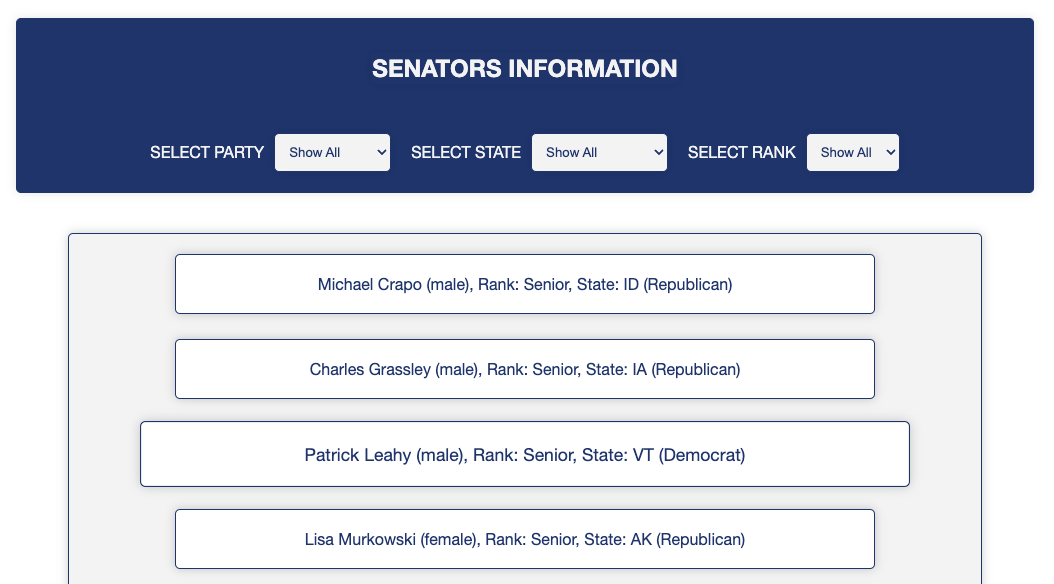 SENATORS INFORMATION
SELECT PARTY Show All SELECT STATE Show All SELECT RANK Show All
Michael Crapo (male), Rank: Senior, State: ID (Republican)
Charles Grassley (male), Rank: Senior, State: IA (Republican)
Patrick Leahy (male), Rank: Senior, State: VT (Democrat)
Lisa Murkowski (female), Rank: Senior, State: AK (Republican)